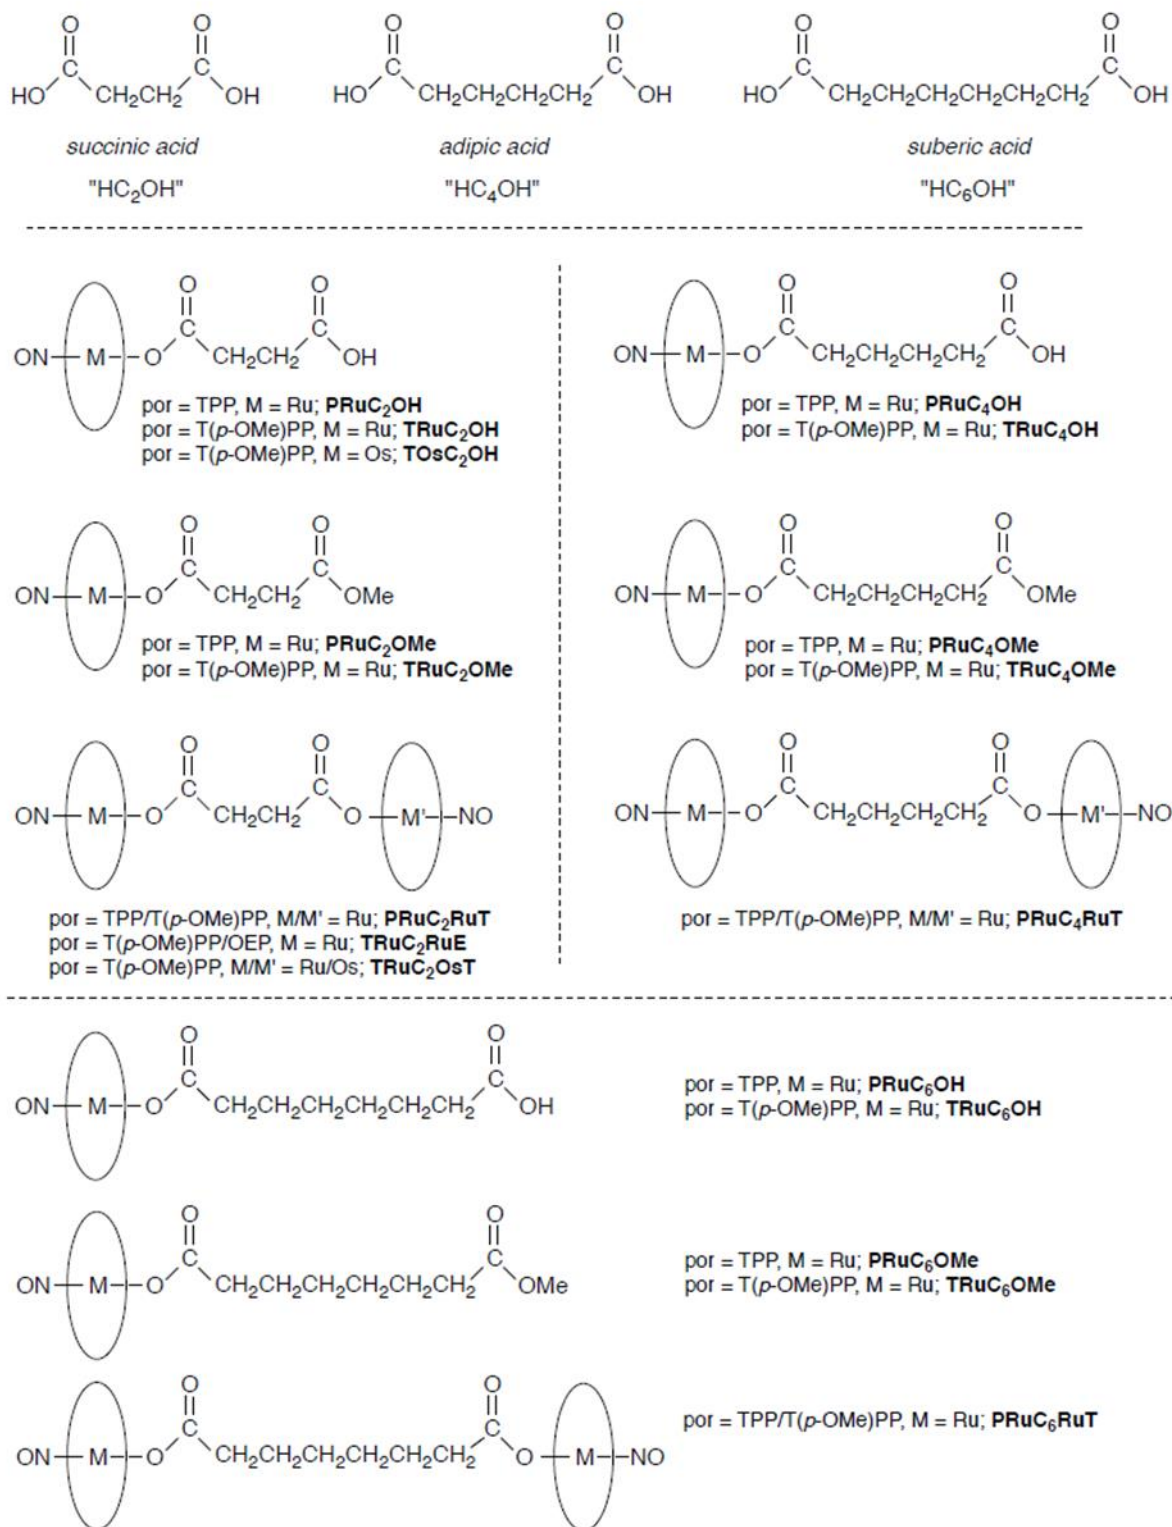 O O O O O O
C C C C C C
HO CH₂CH₂ OH HO CH₂CH₂CH₂CH₂ OH HO CH₂CH₂CH₂CH₂CH₂CH₂ OH
succinic acid adipic acid suberic acid
"HC₂OH" "HC₄OH" "HC₆OH"
O O
C C
ON M O CH₂CH₂ OH
por = TPP, M = Ru; PRuC₂OH
por = T(p-OMe)PP, M = Ru; TRuC₂OH
por = T(p-OMe)PP, M = Os; TOsC₂OH
O O
C C
ON M O CH₂CH₂ OMe
por = TPP, M = Ru; PRuC₂OMe
por = T(p-OMe)PP, M = Ru; TRuC₂OMe
O O
C C
ON M O CH₂CH₂ O M' NO
por = TPP/T(p-OMe)PP, M/M' = Ru; PRuC₂RuT
por = T(p-OMe)PP/OEP, M = Ru; TRuC₂RuE
por = T(p-OMe)PP, M/M' = Ru/Os; TRuC₂OsT
O O
C C
ON M O CH₂CH₂CH₂CH₂ OH
por = TPP, M = Ru; PRuC₄OH
por = T(p-OMe)PP, M = Ru; TRuC₄OH
O O
C C
ON M O CH₂CH₂CH₂CH₂ OMe
por = TPP, M = Ru; PRuC₄OMe
por = T(p-OMe)PP, M = Ru; TRuC₄OMe
O O
C C
ON M O CH₂CH₂CH₂CH₂ O M' NO
por = TPP/T(p-OMe)PP, M/M' = Ru; PRuC₄RuT
O O
C C
ON M O CH₂CH₂CH₂CH₂CH₂CH₂ OH
por = TPP, M = Ru; PRuC₆OH
por = T(p-OMe)PP, M = Ru; TRuC₆OH
O O
C C
ON M O CH₂CH₂CH₂CH₂CH₂CH₂ OMe
por = TPP, M = Ru; PRuC₆OMe
por = T(p-OMe)PP, M = Ru; TRuC₆OMe
O O
C C
ON M O CH₂CH₂CH₂CH₂CH₂CH₂ O M NO
por = TPP/T(p-OMe)PP, M = Ru; PRuC₆RuT